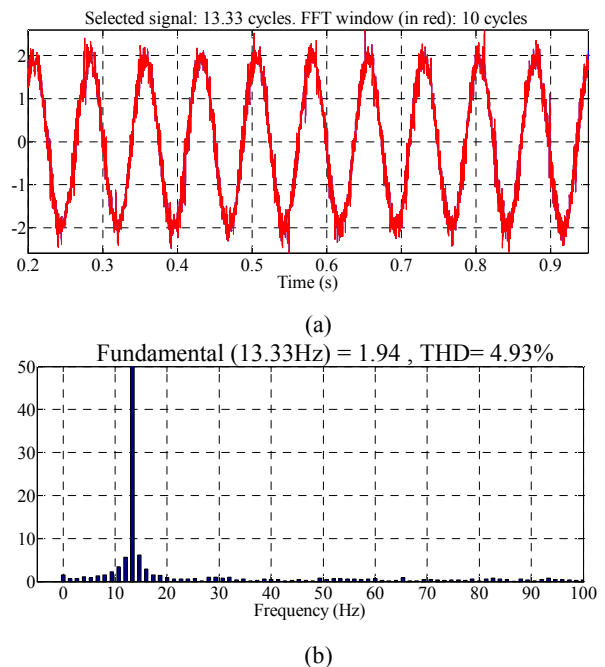 Selected signal: 13.33 cycles. FFT window (in red): 10 cycles
2
1
0
-1
-2
0.2 0.3 0.4 0.5 0.6 0.7 0.8 0.9
Time (s)
(a)
Fundamental (13.33Hz) = 1.94 , THD= 4.93%
50
40
30
20
10
0
0 10 20 30 40 50 60 70 80 90 100
Frequency (Hz)
(b)